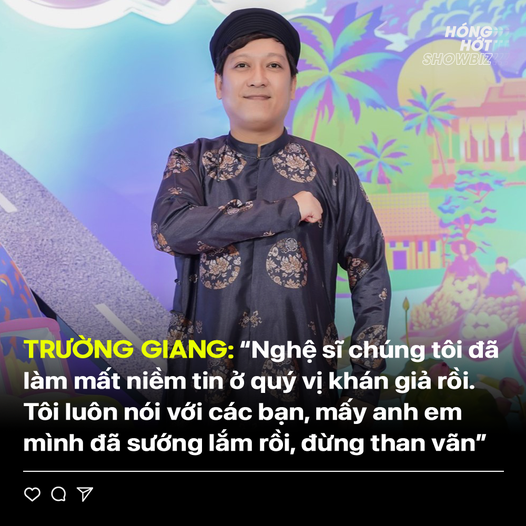 HÓNG
HỚT
SHOWBIZ
TRƯỜNG GIANG: “Nghệ sĩ chúng tôi đã
làm mất niềm tin ở quý vị khán giả rồi.
Tôi luôn nói với các bạn, mấy anh em
mình đã sướng lắm rồi, đừng than vãn”